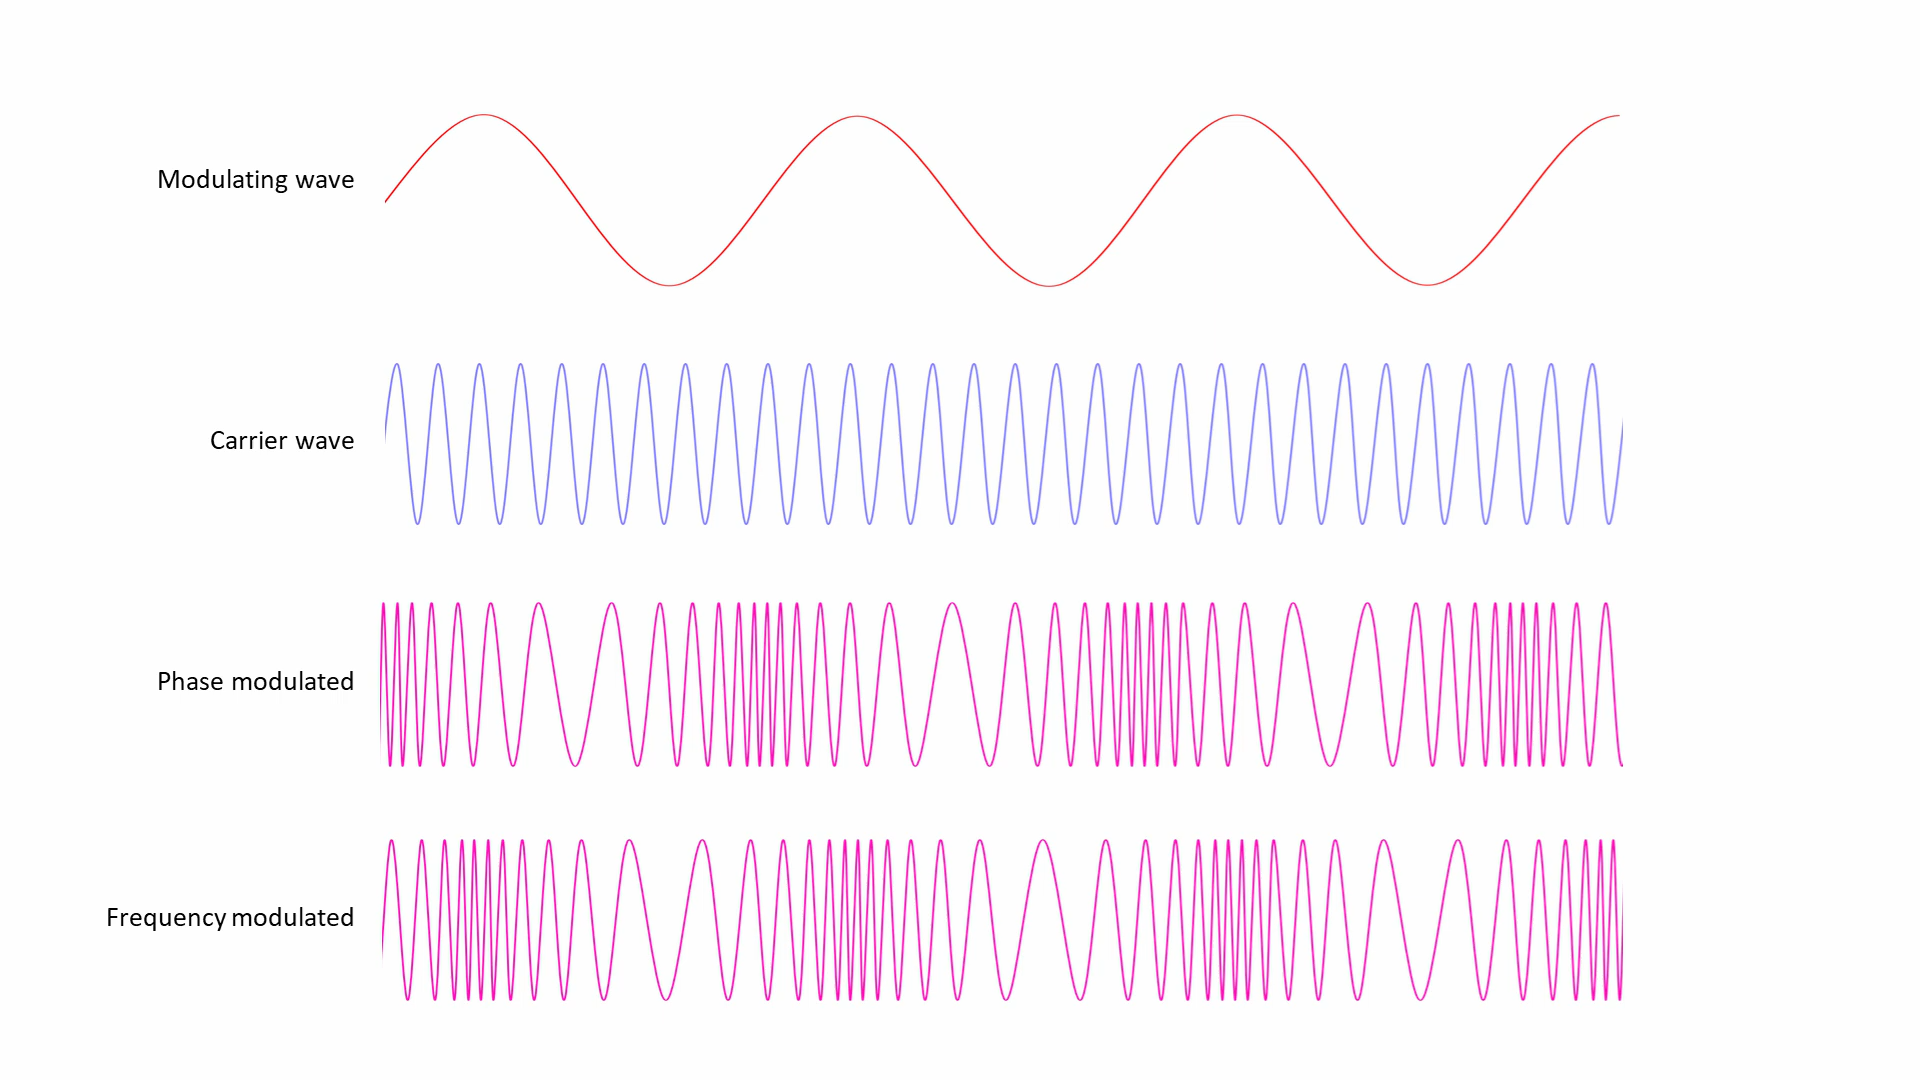 Modulating wave
Carrier wave
Phase modulated
Frequency modulated